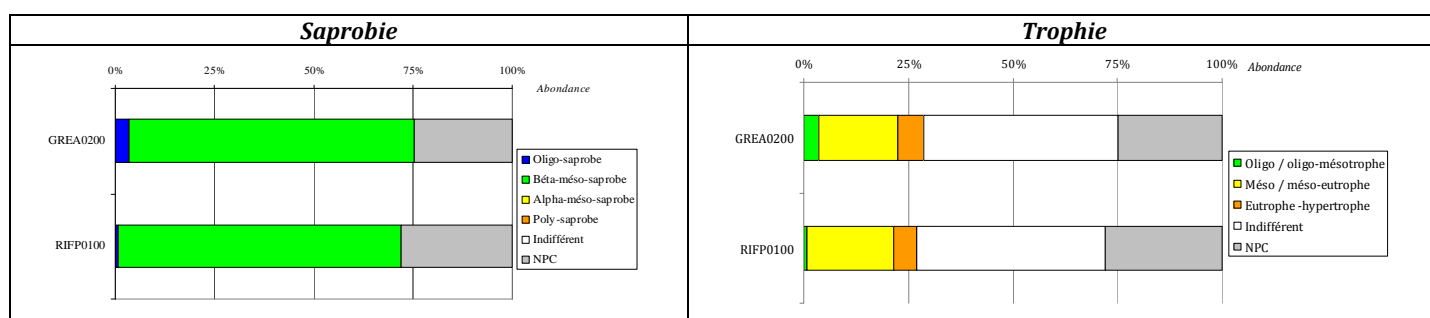 Saprobie
0% 25% 50% 75% 100%
Abondance
GREA0200
RIFP0100
Oligo-saprobe
Béta-méso-saprobe
Alpha-méso-saprobe
Poly-saprobe
Indifférent
NPC
Trophie
0% 25% 50% 75% 100%
Abondance
GREA0200
RIFP0100
Oligo / oligo-mésotrophe
Méso / méso-eutrophe
Eutrophe -hypertrophe
Indifférent
NPC